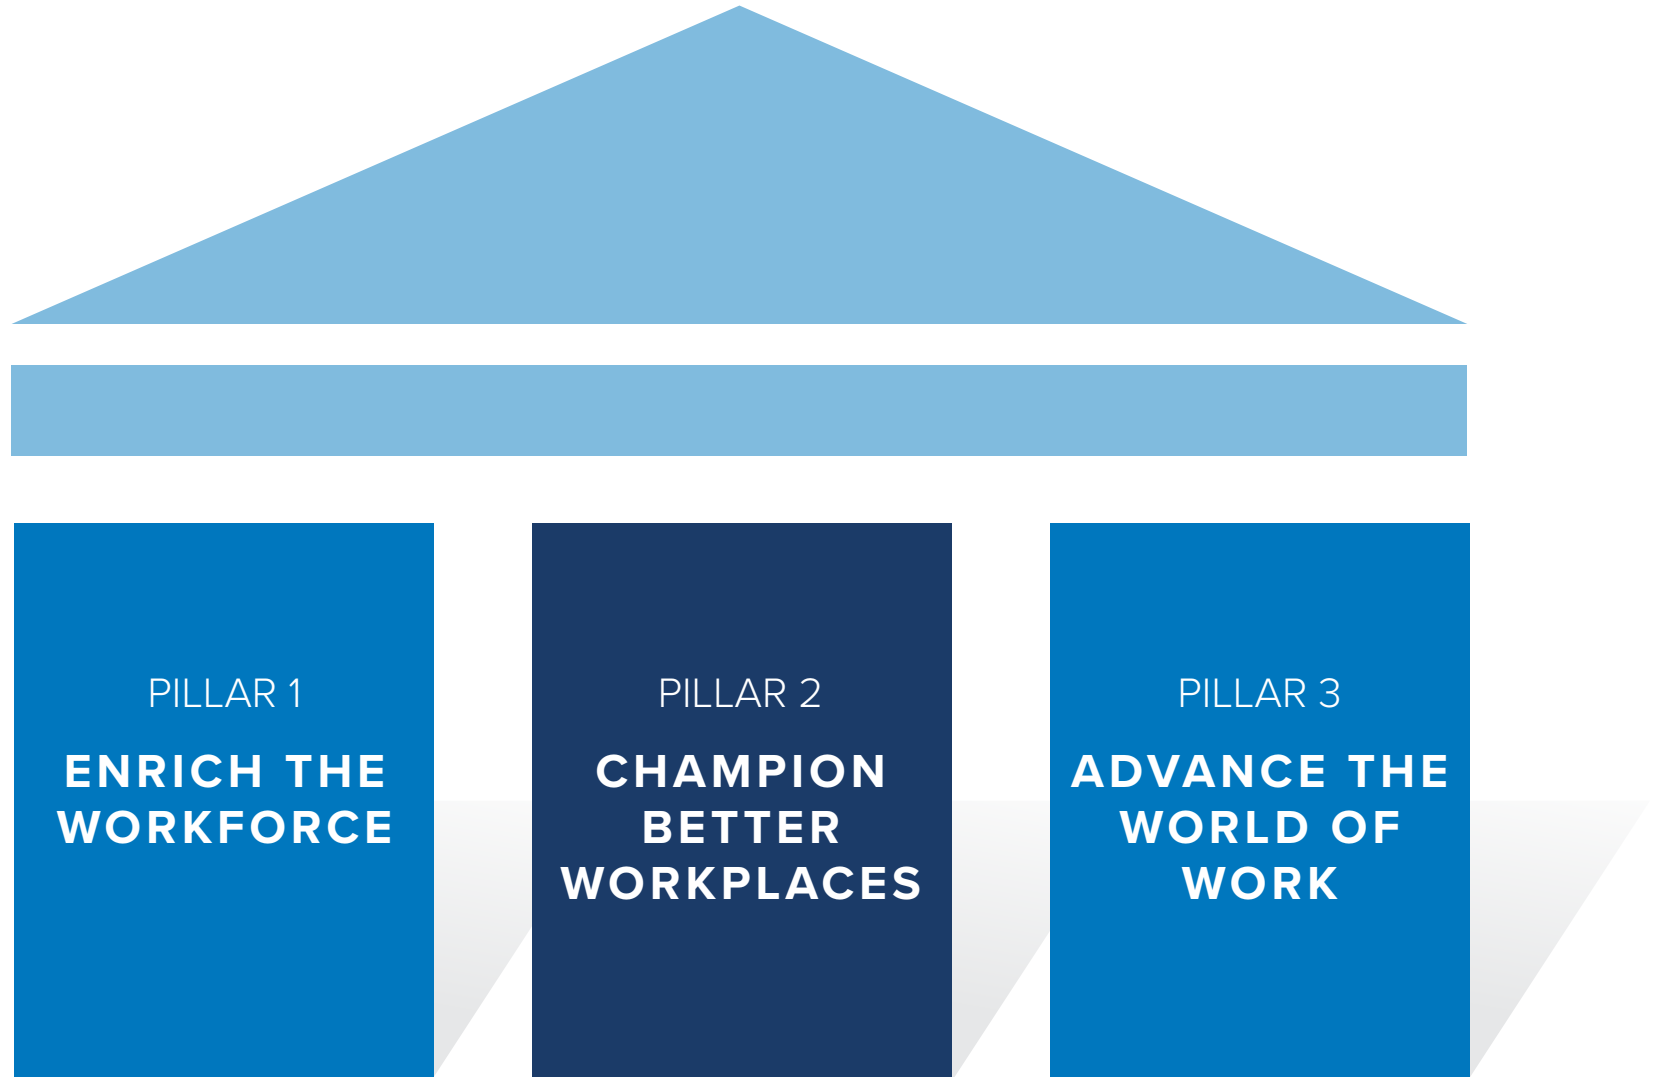 PILLAR 1
ENRICH THE
WORKFORCE
PILLAR 2
CHAMPION
BETTER
WORKPLACES
PILLAR 3
ADVANCE THE
WORLD OF
WORK